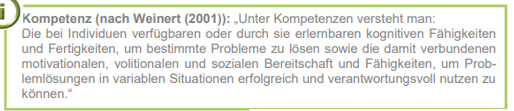 i
Kompetenz (nach Weinert (2001)): „Unter Kompetenzen versteht man:
Die bei Individuen verfügbaren oder durch sie erlernbaren kognitiven Fähigkeiten
und Fertigkeiten, um bestimmte Probleme zu lösen sowie die damit verbundenen
motivationalen, volitionalen und sozialen Bereitschaft und Fähigkeiten, um Prob-
lemlösungen in variablen Situationen erfolgreich und verantwortungsvoll nutzen zu
können.“